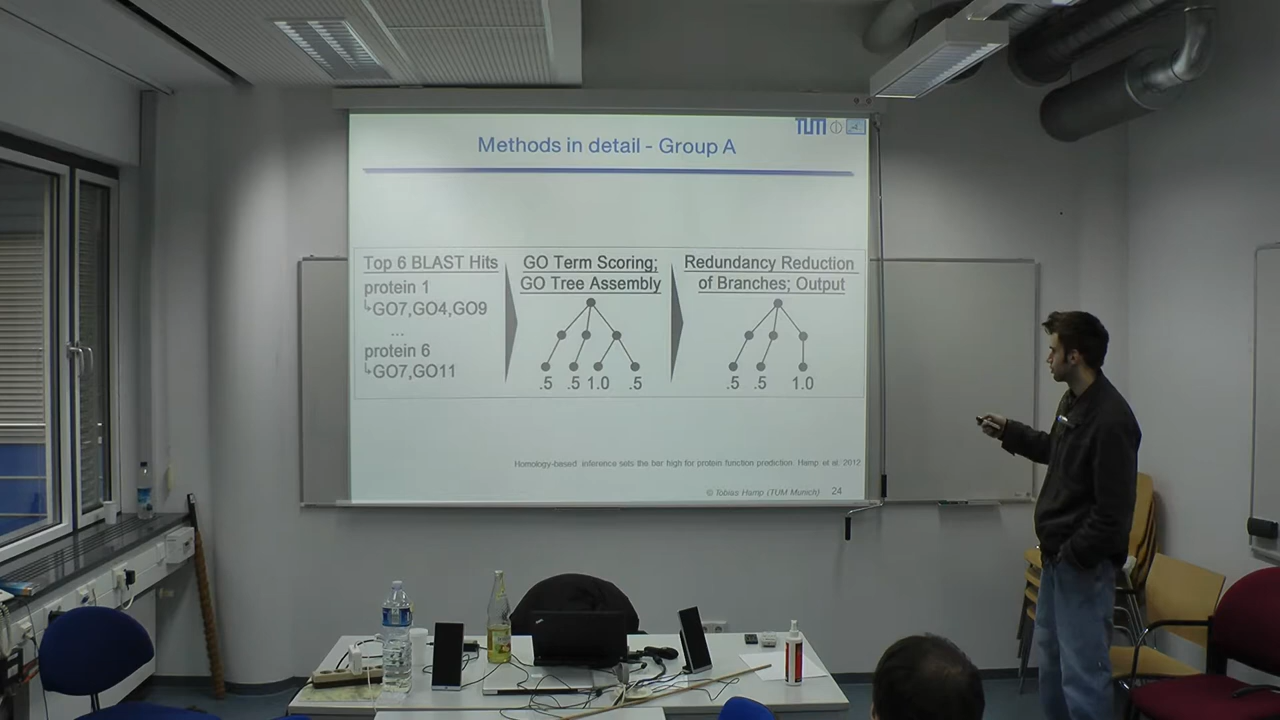 TUM
Methods in detail - Group A
Top 6 BLAST Hits
protein 1
↳GO7,GO4,GO9
...
protein 6
↳GO7,GO11
GO Term Scoring;
GO Tree Assembly
.5 .5 1.0 .5
Redundancy Reduction
of Branches; Output
.5 .5 1.0
Homology-based inference sets the bar high for protein function prediction. Hamp et al. 2012
© Tobias Hamp (TUM Munich) 24